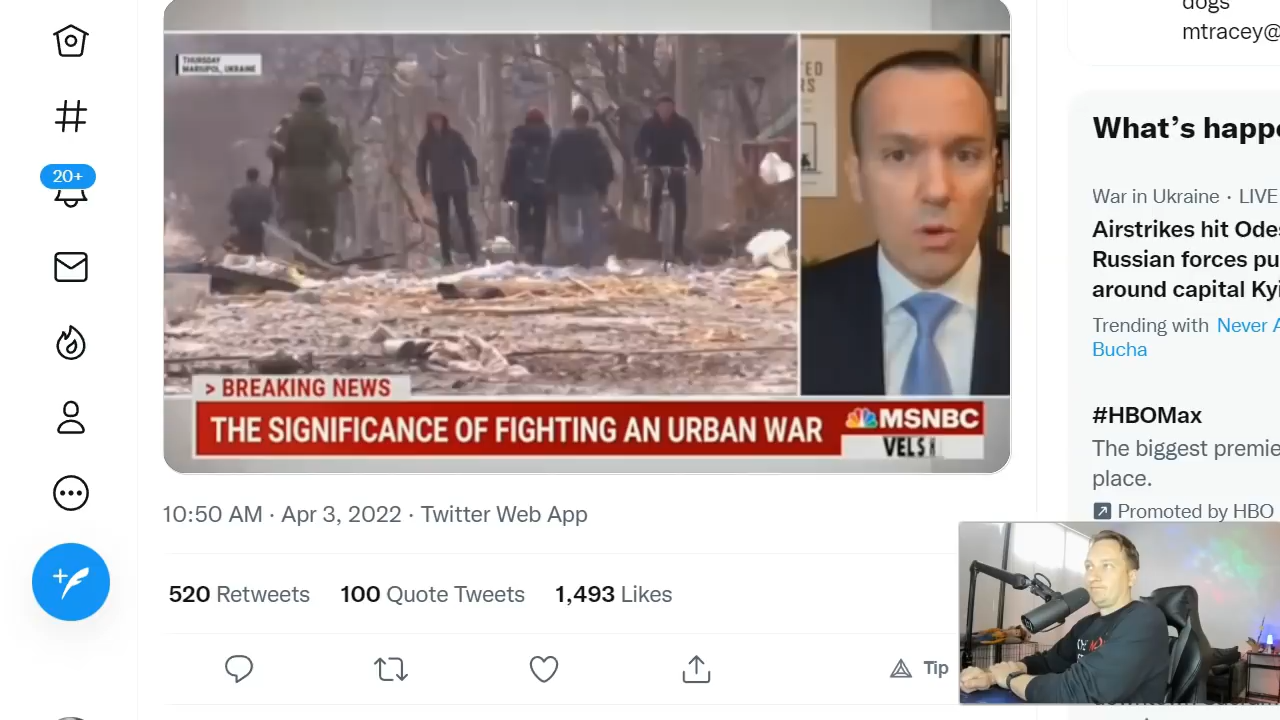 dogs
mtracey@
THURSDAY
MARIUPOL, UKRAINE
20+
> BREAKING NEWS
THE SIGNIFICANCE OF FIGHTING AN URBAN WAR
MSNBC
10:50 AM · Apr 3, 2022 · Twitter Web App
520 Retweets 100 Quote Tweets 1,493 Likes
Tip
What's happe
War in Ukraine · LIVE
Airstrikes hit Odes
Russian forces pu
around capital Kyi
Trending with Never A
Bucha
#HBOMax
The biggest premie
place.
Promoted by HBO